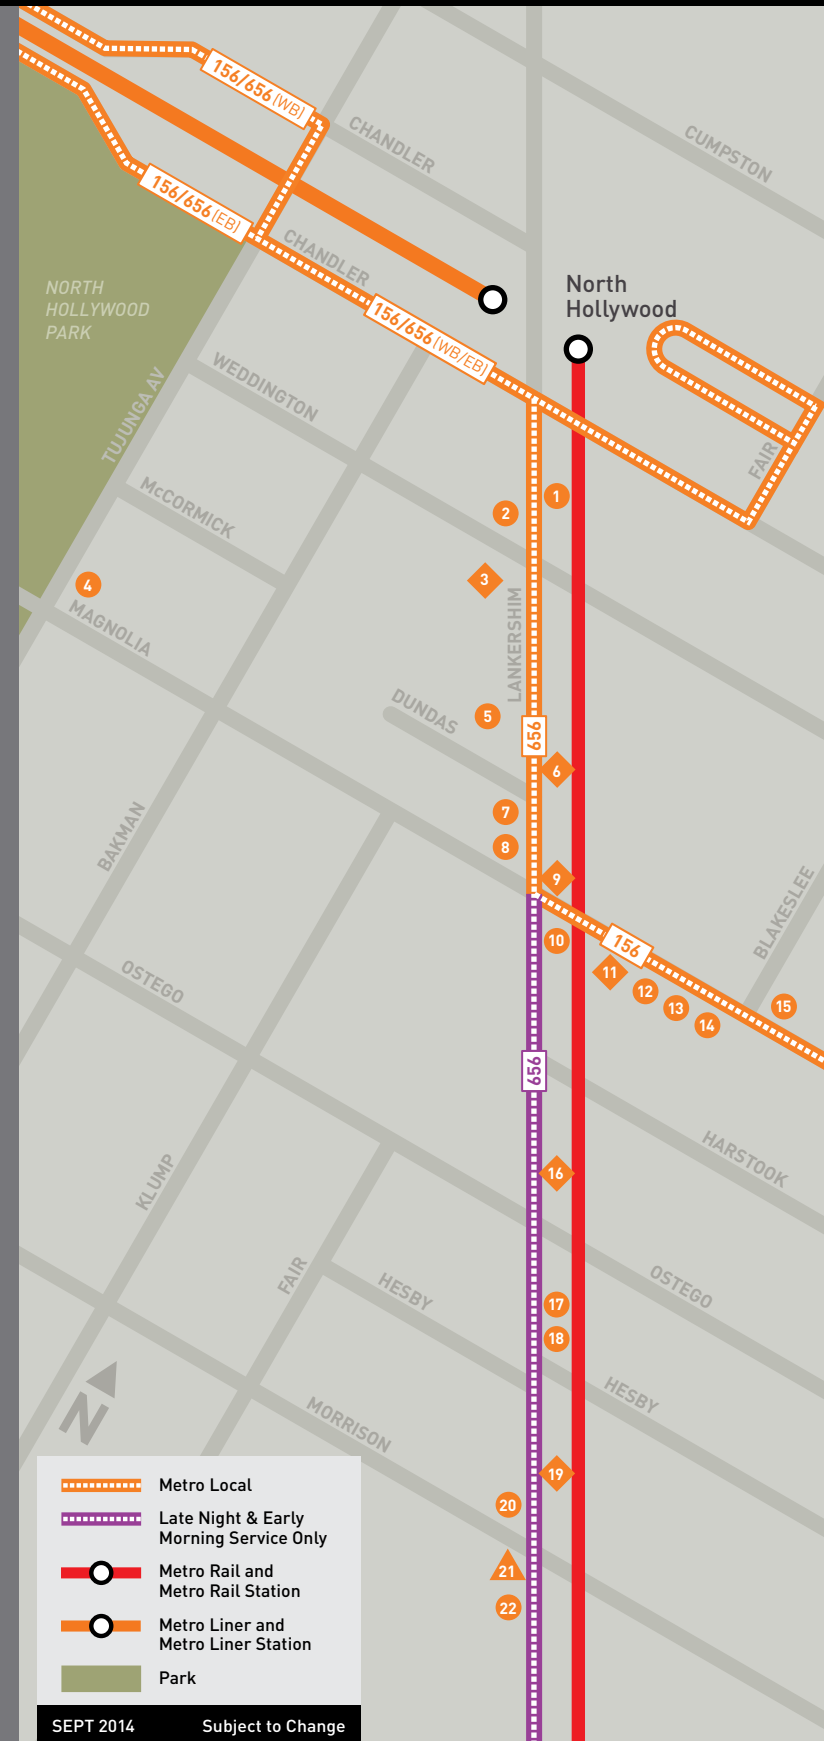 156/656 (WB)
CHANDLER
CUMPSTON
156/656 (EB)
CHANDLER
NORTH
HOLLYWOOD
PARK
North
Hollywood
156/656 (WB/EB)
WEDDINGTON
TUJUNGA AV
FAIR
McCORMICK
1
2
3
4
MAGNOLIA
LANKERSHIM
DUNDAS
5
656
6
7
8
BAKMAN
9
BLAKESLEE
10
156
11
12
13
14
15
OSTEGO
656
HARSTOOK
16
KLUMP
FAIR
HESBY
OSTEGO
17
18
HESBY
N
MORRISON
19
20
21
22
Metro Local
Late Night & Early
Morning Service Only
Metro Rail and
Metro Rail Station
Metro Liner and
Metro Liner Station
Park
SEPT 2014 Subject to Change